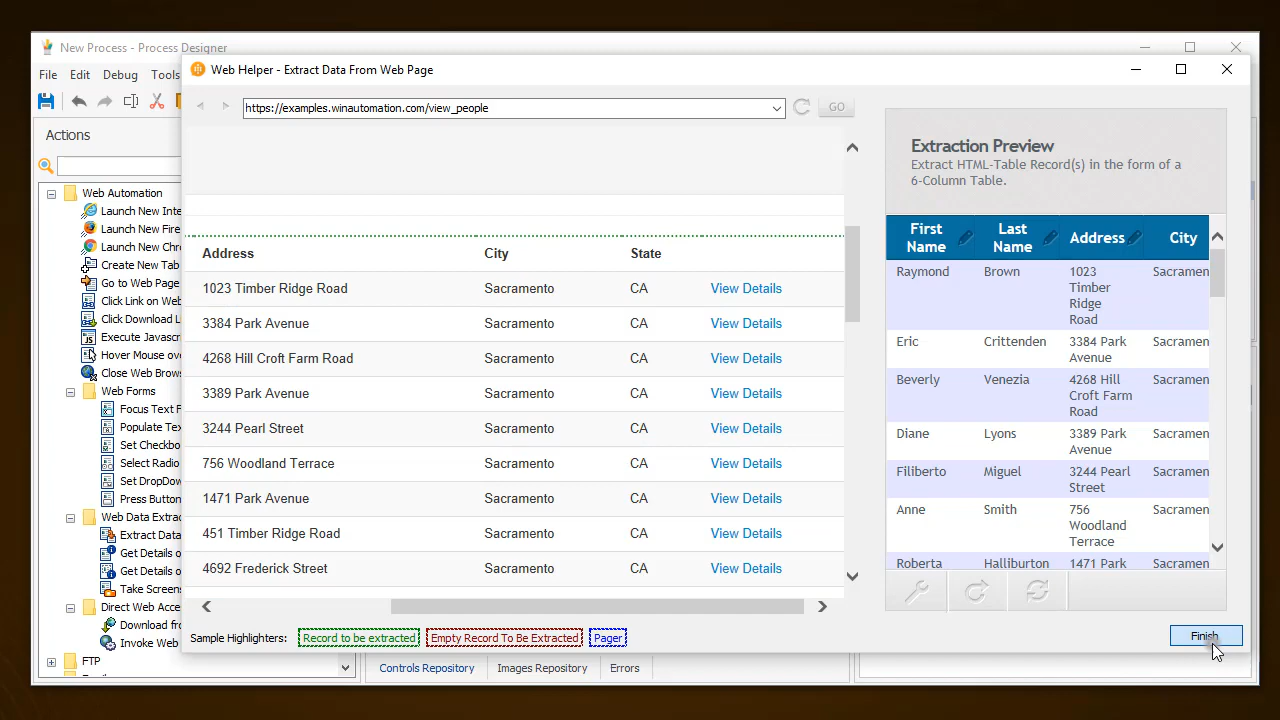 New Process - Process Designer
File Edit Debug Tools
Actions
Web Automation
Launch New Inte
Launch New Fire
Launch New Chro
Create New Tab
Go to Web Page
Click Link on Web
Click Download L
Execute Javascri
Hover Mouse ove
Close Web Brows
Web Forms
Focus Text F
Populate Tex
Set Checkbo
Select Radio
Set DropDow
Press Button
Web Data Extrac
Extract Data
Get Details o
Get Details o
Take Screens
Direct Web Acce
Download fro
Invoke Web
FTP
Web Helper - Extract Data From Web Page
https://examples.winautomation.com/view_people
GO
Address City State
1023 Timber Ridge Road Sacramento CA View Details
3384 Park Avenue Sacramento CA View Details
4268 Hill Croft Farm Road Sacramento CA View Details
3389 Park Avenue Sacramento CA View Details
3244 Pearl Street Sacramento CA View Details
756 Woodland Terrace Sacramento CA View Details
1471 Park Avenue Sacramento CA View Details
451 Timber Ridge Road Sacramento CA View Details
4692 Frederick Street Sacramento CA View Details
Sample Highlighters: Record to be extracted Empty Record To Be Extracted Pager
Extraction Preview
Extract HTML-Table Record(s) in the form of a
6-Column Table.
First Name Last Name Address City
Raymond Brown 1023 Timber Ridge Road Sacramen
Eric Crittenden 3384 Park Avenue Sacramen
Beverly Venezia 4268 Hill Croft Farm Road Sacramen
Diane Lyons 3389 Park Avenue Sacramen
Filiberto Miguel 3244 Pearl Street Sacramen
Anne Smith 756 Woodland Terrace Sacramen
Roberta Halliburton 1471 Park Sacramen
Finish
Controls Repository Images Repository Errors